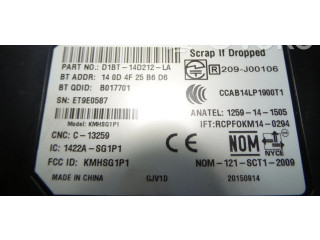 PART NO.: D1BT-14D212-LA
BT ADDR: 14 0D 4F 25 B6 D6
BT QDID: B017701
SN: ET9E0587
Model: KMHSG1P1
CNC: C-13259
IC: 1422A-SG1P1
FCC ID: KMHSG1P1
MADE IN CHINA GJV1D 20150914
Scrap If Dropped
R 209-J00106
CCAB14LP1900T1
ANATEL: 1259-14-1505
IFT: RCPFOKM14-0294
NOM NYCE
NOM-121-SCT1-2009